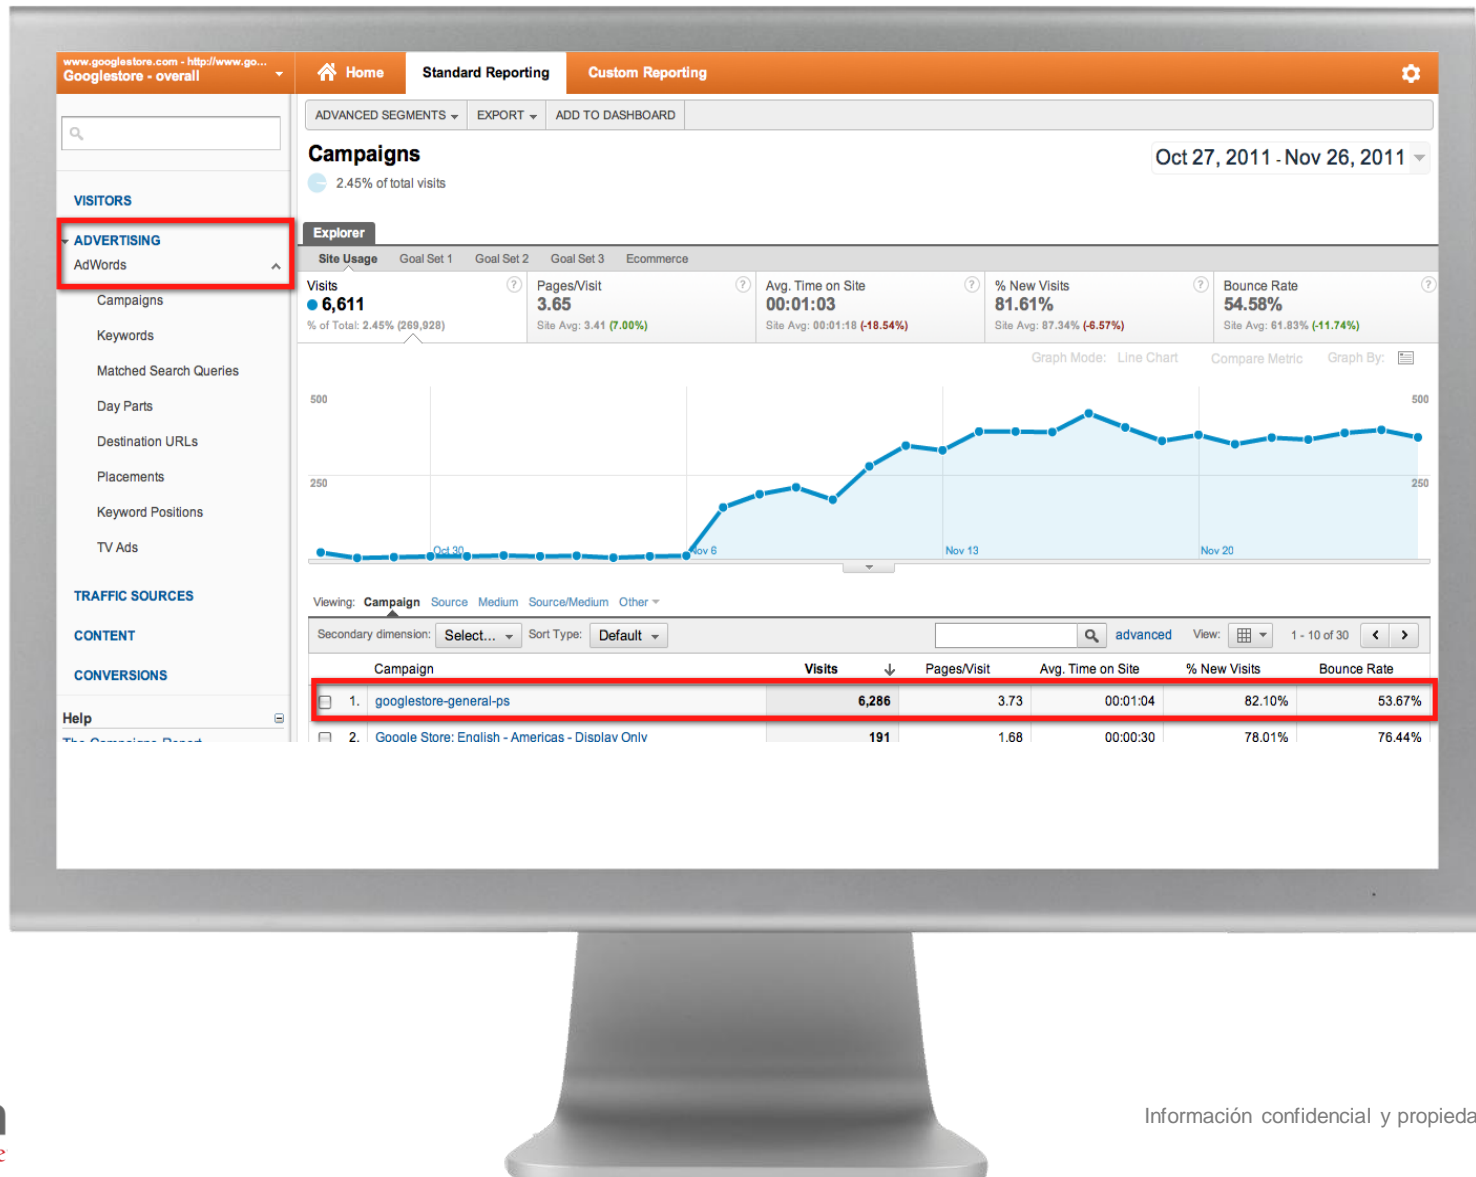 www.googlestore.com - http://www.go...
Googlestore - overall
Home
Standard Reporting
Custom Reporting
ADVANCED SEGMENTS
EXPORT
ADD TO DASHBOARD
Campaigns
Oct 27, 2011 - Nov 26, 2011
2.45% of total visits
VISITORS
ADVERTISING
AdWords
Campaigns
Keywords
Matched Search Queries
Day Parts
Destination URLs
Placements
Keyword Positions
TV Ads
TRAFFIC SOURCES
CONTENT
CONVERSIONS
Help
The Campaigns Report
Explorer
Site Usage Goal Set 1 Goal Set 2 Goal Set 3 Ecommerce
Visits
6,611
% of Total: 2.45% (269,928)
Pages/Visit
3.65
Site Avg: 3.41 (7.00%)
Avg. Time on Site
00:01:03
Site Avg: 00:01:18 (-18.54%)
% New Visits
81.61%
Site Avg: 87.34% (-6.57%)
Bounce Rate
54.58%
Site Avg: 61.83% (-11.74%)
Graph Mode: Line Chart Compare Metric Graph By:
500 500
250 250
Oct 30 Nov 6 Nov 13 Nov 20
Viewing: Campaign Source Medium Source/Medium Other
Secondary dimension: Select... Sort Type: Default advanced View: 1 - 10 of 30
Campaign Visits Pages/Visit Avg. Time on Site % New Visits Bounce Rate
1. googlestore-general-ps 6,286 3.73 00:01:04 82.10% 53.67%
2. Google Store: English - Americas - Display Only 191 1.68 00:00:30 78.01% 76.44%
Información confidencial y propieda